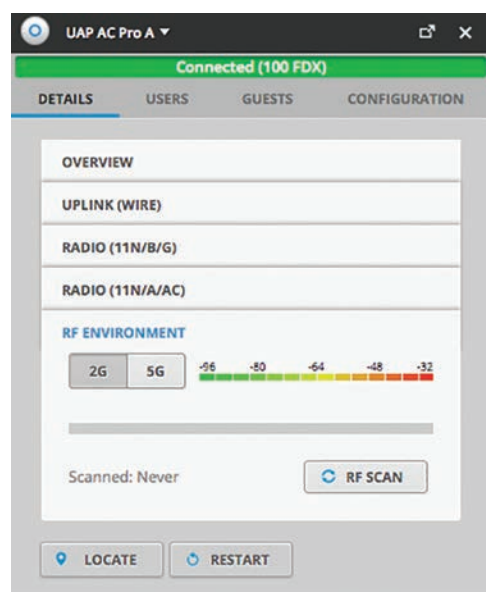 UAP AC Pro A
Connected (100 FDX)
DETAILS USERS GUESTS CONFIGURATION
OVERVIEW
UPLINK (WIRE)
RADIO (11N/B/G)
RADIO (11N/A/AC)
RF ENVIRONMENT
2G 5G -96 -80 -64 -48 -32
Scanned: Never RF SCAN
LOCATE RESTART